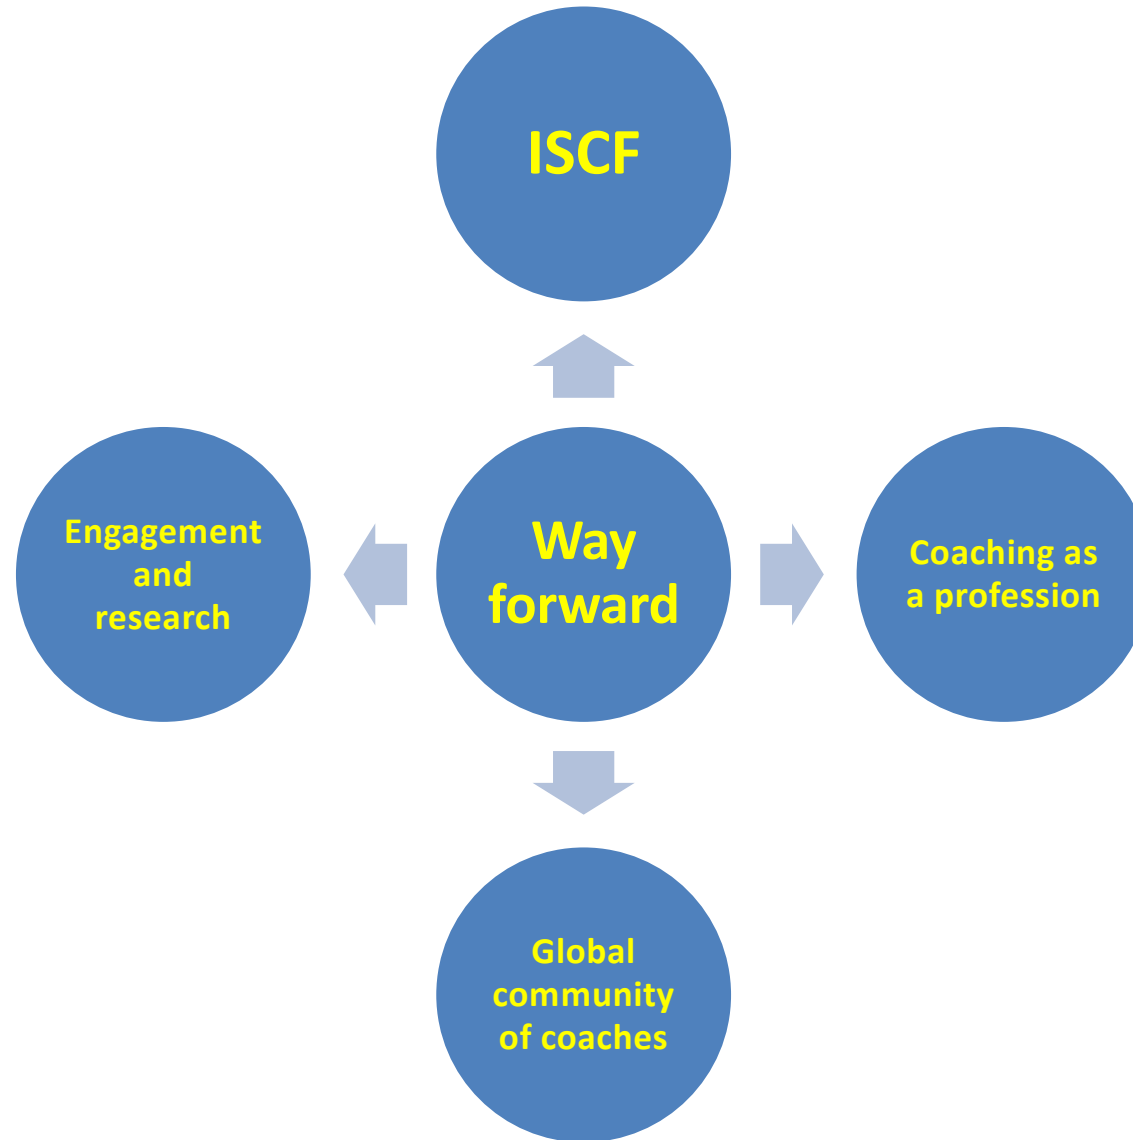 ISCF
Engagement
and
research
Way
forward
Coaching as
a profession
Global
community
of coaches